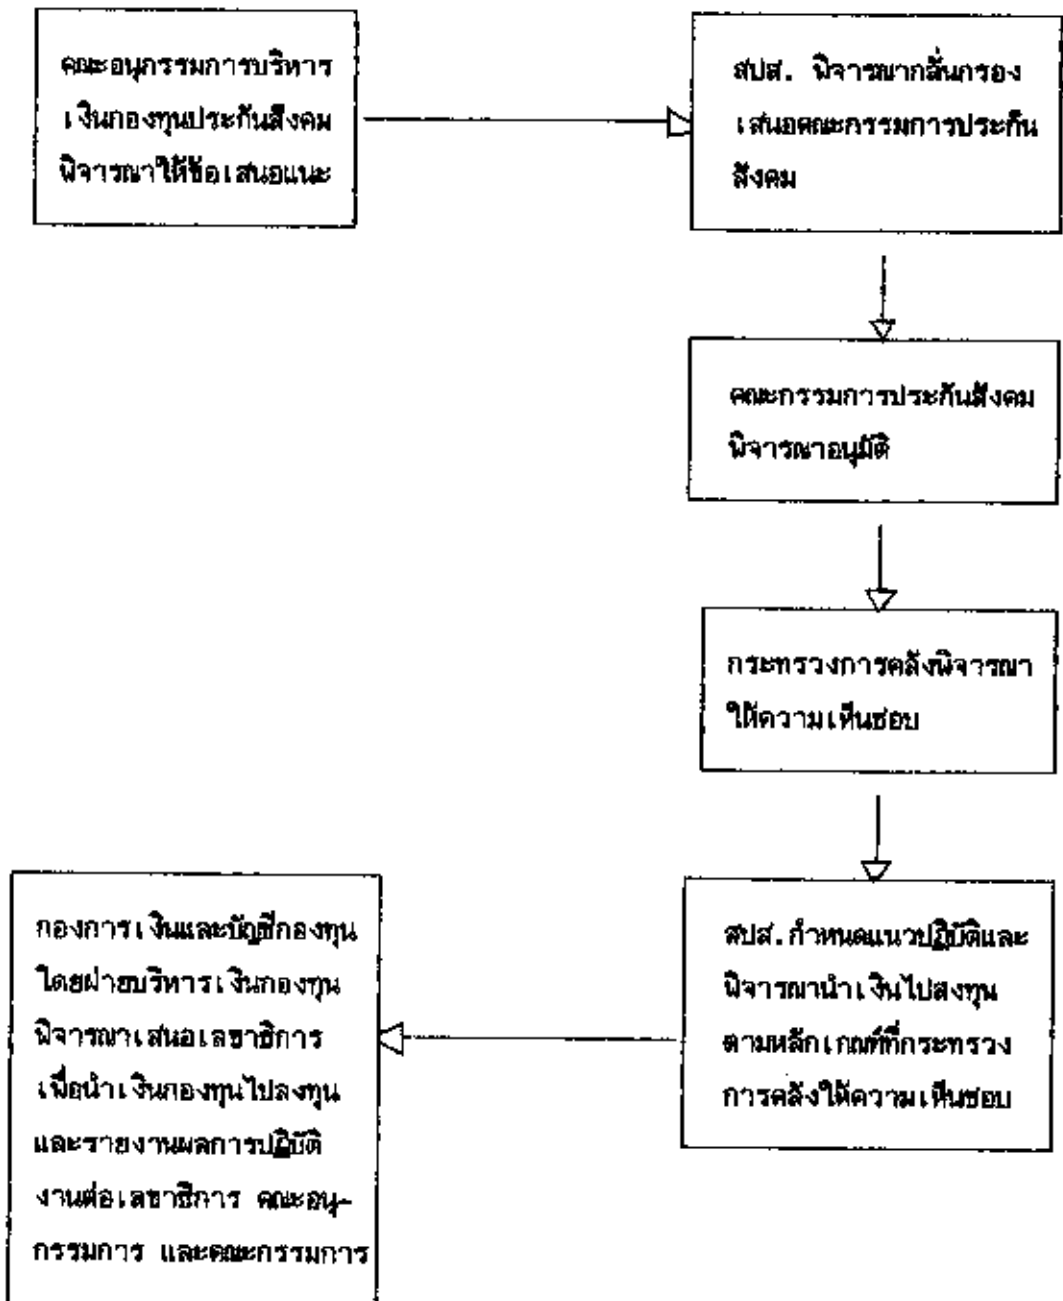 คณะอนุกรรมการบริหาร
เงินกองทุนประกันสังคม
พิจารณาให้ข้อเสนอแนะ
สปส. พิจารณากลั่นกรอง
เสนอคณะกรรมการประกัน
สังคม
คณะกรรมการประกันสังคม
พิจารณาอนุมัติ
กระทรวงการคลังพิจารณา
ให้ความเห็นชอบ
สปส.กำหนดแนวปฏิบัติและ
พิจารณานำเงินไปลงทุน
ตามหลักเกณฑ์ที่กระทรวง
การคลังให้ความเห็นชอบ
กองการเงินและบัญชีกองทุน
โดยฝ่ายบริหารเงินกองทุน
พิจารณาเสนอเลขาธิการ
เพื่อนำเงินกองทุนไปลงทุน
และรายงานผลการปฏิบัติ
งานต่อเลขาธิการ คณะอนุ-
กรรมการ และคณะกรรมการ